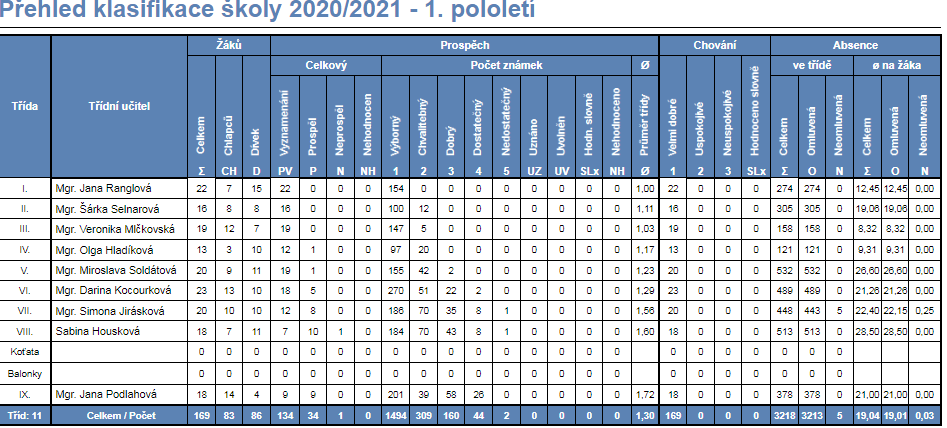 Přehled klasifikace školy 2020/2021 - 1. pololetí
Žáků Prospěch Chování Absence
Celkový Počet známek Ø ve třídě ø na žáka
Třída Třídní učitel Celkem Chlapců Dívek Vyznamenání Prospěl Neprospěl Nehodnocen Výborný Chvalitebný Dobrý Dostatečný Nedostatečný Uznáno Uvolněn Hodn. slovně Nehodnoceno Průměr třídy Velmi dobré Uspokojivé Neuspokojivé Hodnoceno slovně Celkem Omluvená Neomluvená Celkem Omluvená Neomluvená
Σ CH D PV P N NH 1 2 3 4 5 UZ UV SLx NH 1 2 3 SLx Σ O N Σ O N
I. Mgr. Jana Ranglová 22 7 15 22 0 0 0 154 0 0 0 0 0 0 0 0 1,00 22 0 0 0 274 274 0 12,45 12,45 0,00
II. Mgr. Šárka Selnarová 16 8 8 16 0 0 0 100 12 0 0 0 0 0 0 0 1,11 16 0 0 0 305 305 0 19,06 19,06 0,00
III. Mgr. Veronika Mlčkovská 19 12 7 19 0 0 0 147 5 0 0 0 0 0 0 0 1,03 19 0 0 0 158 158 0 8,32 8,32 0,00
IV. Mgr. Olga Hladíková 13 3 10 12 1 0 0 97 20 0 0 0 0 0 0 0 1,17 13 0 0 0 121 121 0 9,31 9,31 0,00
V. Mgr. Miroslava Soldátová 20 9 11 19 1 0 0 155 42 2 0 0 0 0 0 0 1,23 20 0 0 0 532 532 0 26,60 26,60 0,00
VI. Mgr. Darina Kocourková 23 13 10 18 5 0 0 270 51 22 2 0 0 0 0 0 1,29 23 0 0 0 489 489 0 21,26 21,26 0,00
VII. Mgr. Simona Jirásková 20 10 10 12 8 0 0 186 70 35 8 1 0 0 0 0 1,56 20 0 0 0 448 443 5 22,40 22,15 0,25
VIII. Sabina Housková 18 7 11 7 10 1 0 184 70 43 8 1 0 0 0 0 1,60 18 0 0 0 513 513 0 28,50 28,50 0,00
Koťata 0 0 0 0 0 0 0 0 0 0 0 0 0 0 0 0 0 0 0 0 0 0 0
Balonky 0 0 0 0 0 0 0 0 0 0 0 0 0 0 0 0 0 0 0 0 0 0 0
IX. Mgr. Jana Podlahová 18 14 4 9 9 0 0 201 39 58 26 0 0 0 0 0 1,72 18 0 0 0 378 378 0 21,00 21,00 0,00
Tříd: 11 Celkem / Počet 169 83 86 134 34 1 0 1494 309 160 44 2 0 0 0 0 1,30 169 0 0 0 3218 3213 5 19,04 19,01 0,03